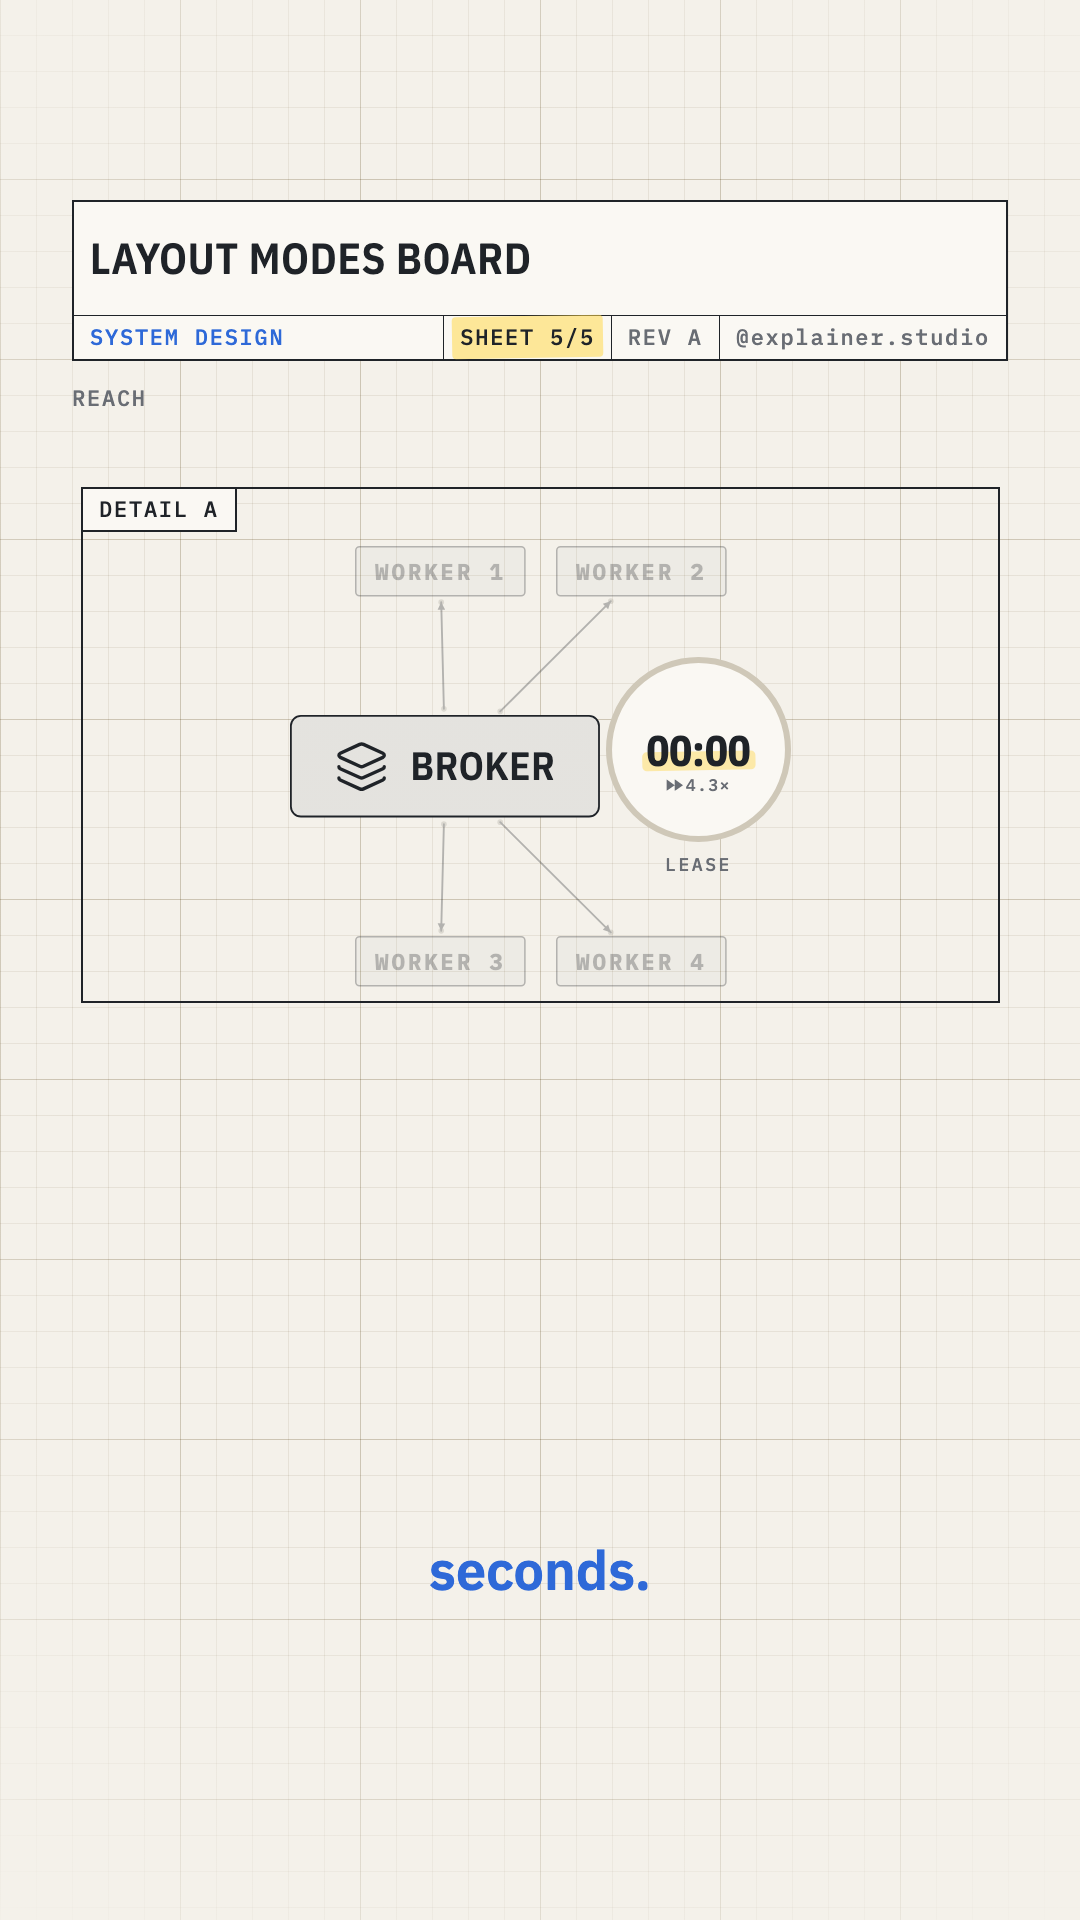 LAYOUT MODES BOARD
SYSTEM DESIGN SHEET 5/5 REV A @explainer.studio
REACH
DETAIL A
WORKER 1 WORKER 2
00:00
BROKER
4.3×
LEASE
WORKER 3 WORKER 4
seconds.